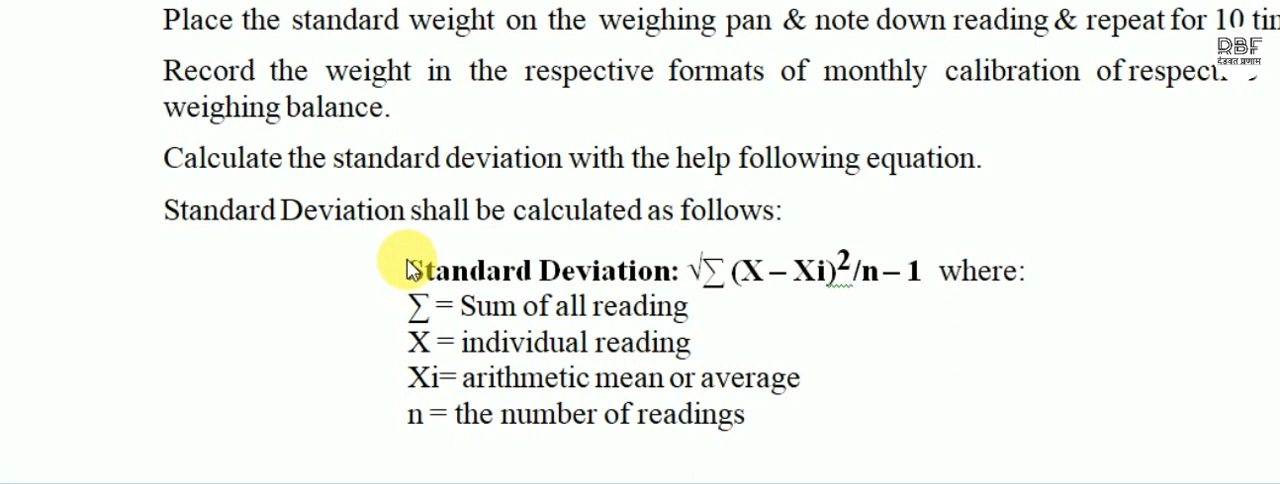 Place the standard weight on the weighing pan & note down reading & repeat for 10
RBF
दंडवत प्रणाम
Record the weight in the respective formats of monthly calibration of
weighing balance.
Calculate the standard deviation with the help following equation.
Standard Deviation shall be calculated as follows:
Standard Deviation: √∑ (X – Xi)²/n – 1 where:
∑ = Sum of all reading
X = individual reading
Xi= arithmetic mean or average
n = the number of readings